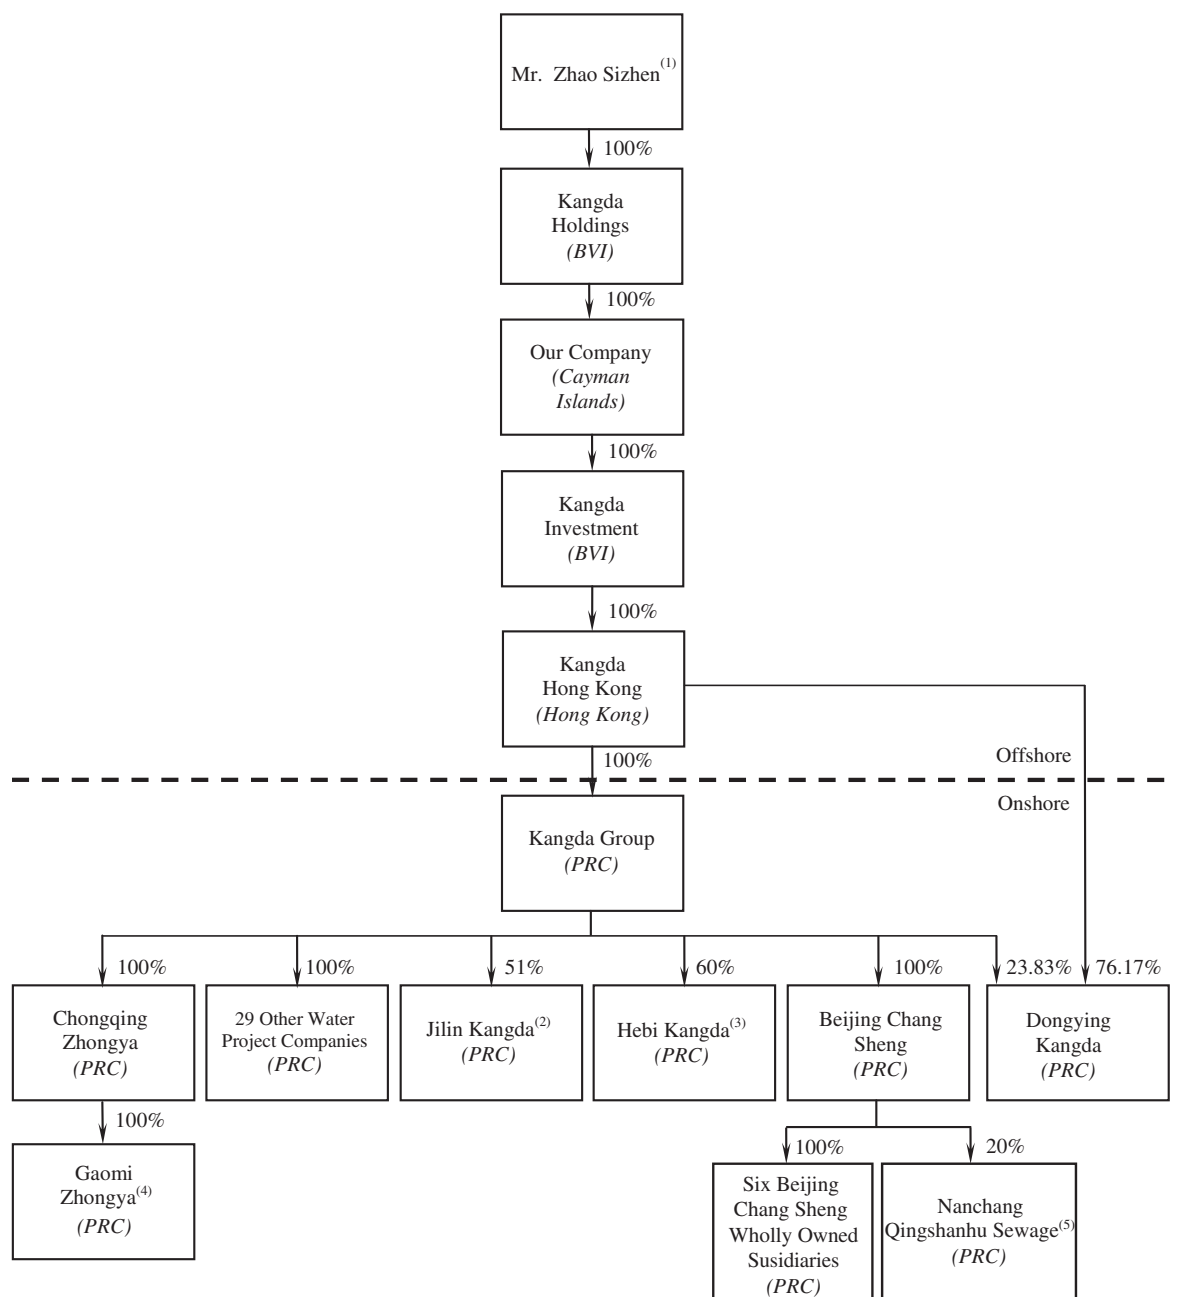 Mr. Zhao Sizhen(1)
100%
Kangda
Holdings
(BVI)
100%
Our Company
(Cayman
Islands)
100%
Kangda
Investment
(BVI)
100%
Kangda
Hong Kong
(Hong Kong)
Offshore
100%
Onshore
Kangda Group
(PRC)
100%
100%
51%
60%
100%
23.83%
76.17%
Chongqing
Zhongya
(PRC)
29 Other Water
Project Companies
(PRC)
Jilin Kangda(2)
(PRC)
Hebi Kangda(3)
(PRC)
Beijing Chang
Sheng
(PRC)
Dongying
Kangda
(PRC)
100%
100%
20%
Gaomi
Zhongya(4)
(PRC)
Six Beijing
Chang Sheng
Wholly Owned
Susidiaries
(PRC)
Nanchang
Qingshanhu Sewage(5)
(PRC)